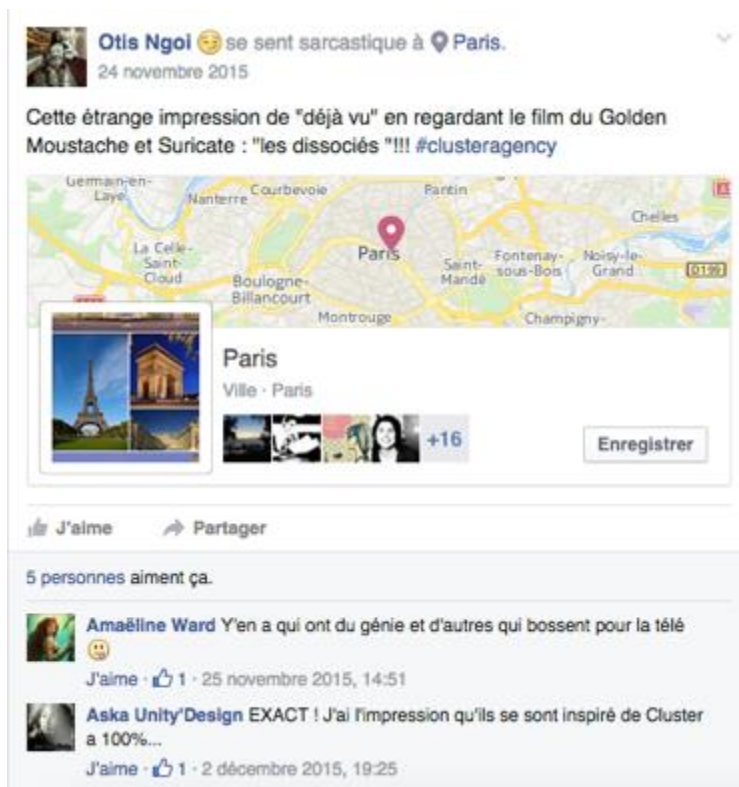 Otis Ngoi 😏 se sent sarcastique à Paris.
24 novembre 2015
Cette étrange impression de "déjà vu" en regardant le film du Golden
Moustache et Suricate : "les dissociés "!!! #clusteragency
Germain-en-
Laye
Nanterre
Courbevoie
Pantin
Chelles
La Celle-
Saint-
Cloud
Paris
Boulogne-
Billancourt
Saint-
Mandé
Fontenay-
sous-Bois
Noisy-le-
Grand
D199
Montrouge
Champigny-
Paris
Ville · Paris
+16
Enregistrer
J'aime
Partager
5 personnes aiment ça.
Amaëline Ward Y'en a qui ont du génie et d'autres qui bossent pour la télé
J'aime · 1 · 25 novembre 2015, 14:51
Aska Unity'Design EXACT ! J'ai l'impression qu'ils se sont inspiré de Cluster
a 100%...
J'aime · 1 · 2 décembre 2015, 19:25